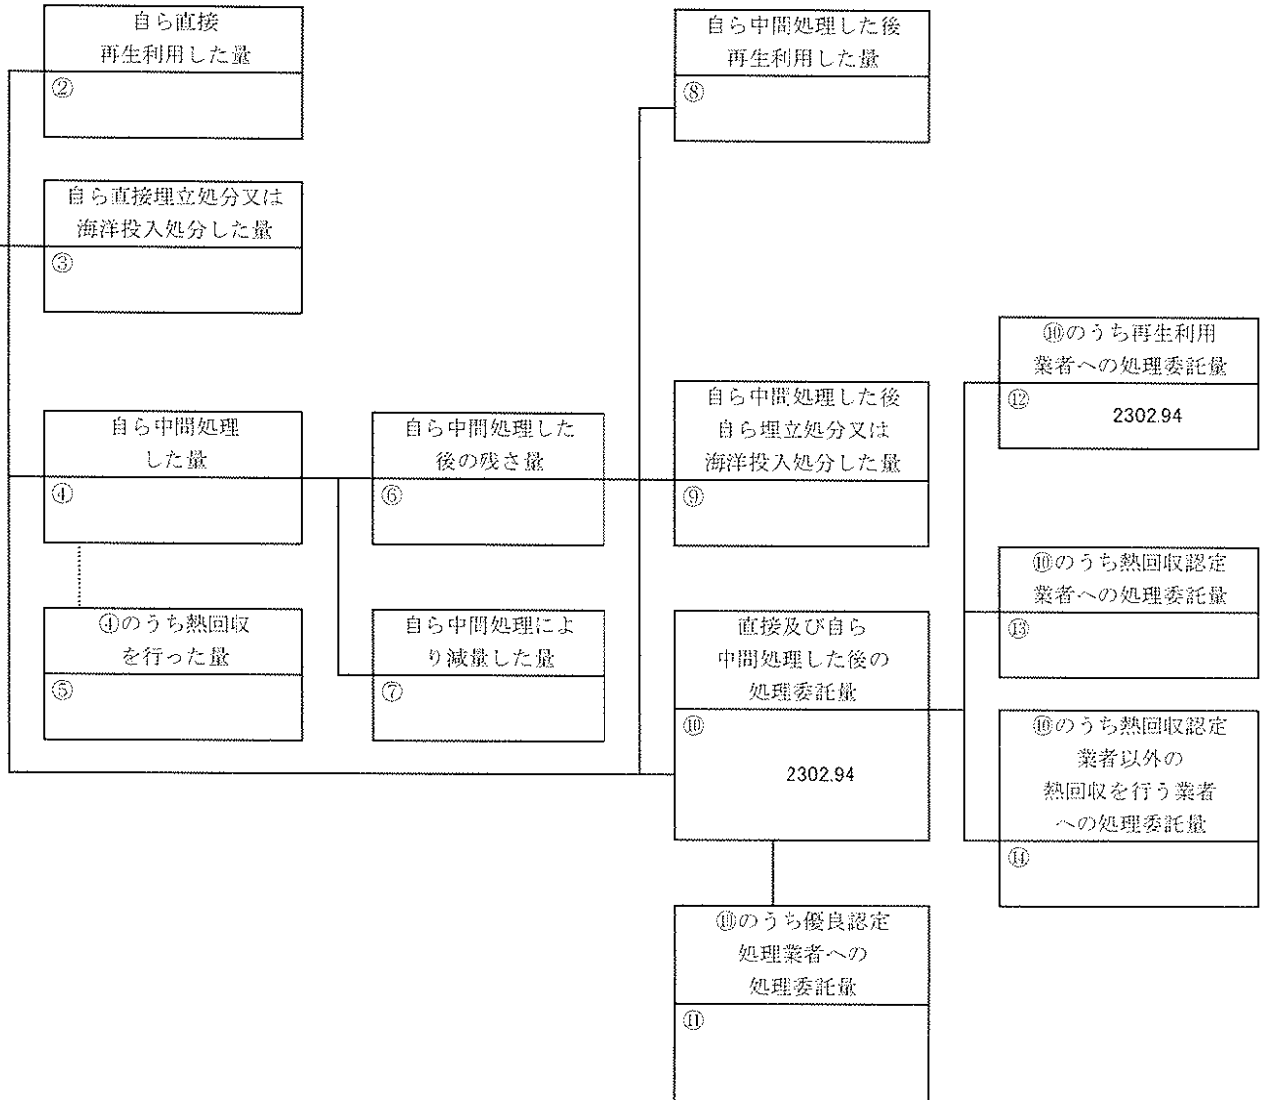 自ら直接
再生利用した量
②
自ら直接埋立処分又は
海洋投入処分した量
③
自ら中間処理
した量
④
④のうち熱回収
を行った量
⑤
自ら中間処理した
後の残さ量
⑥
自ら中間処理によ
り減量した量
⑦
自ら中間処理した後
再生利用した量
⑧
自ら中間処理した後
自ら埋立処分又は
海洋投入処分した量
⑨
直接及び自ら
中間処理した後の
処理委託量
⑩
2302.94
⑩のうち優良認定
処理業者への
処理委託量
⑪
⑩のうち再生利用
業者への処理委託量
⑫
2302.94
⑩のうち熱回収認定
業者への処理委託量
⑬
⑩のうち熱回収認定
業者以外の
熱回収を行う業者
への処理委託量
⑭